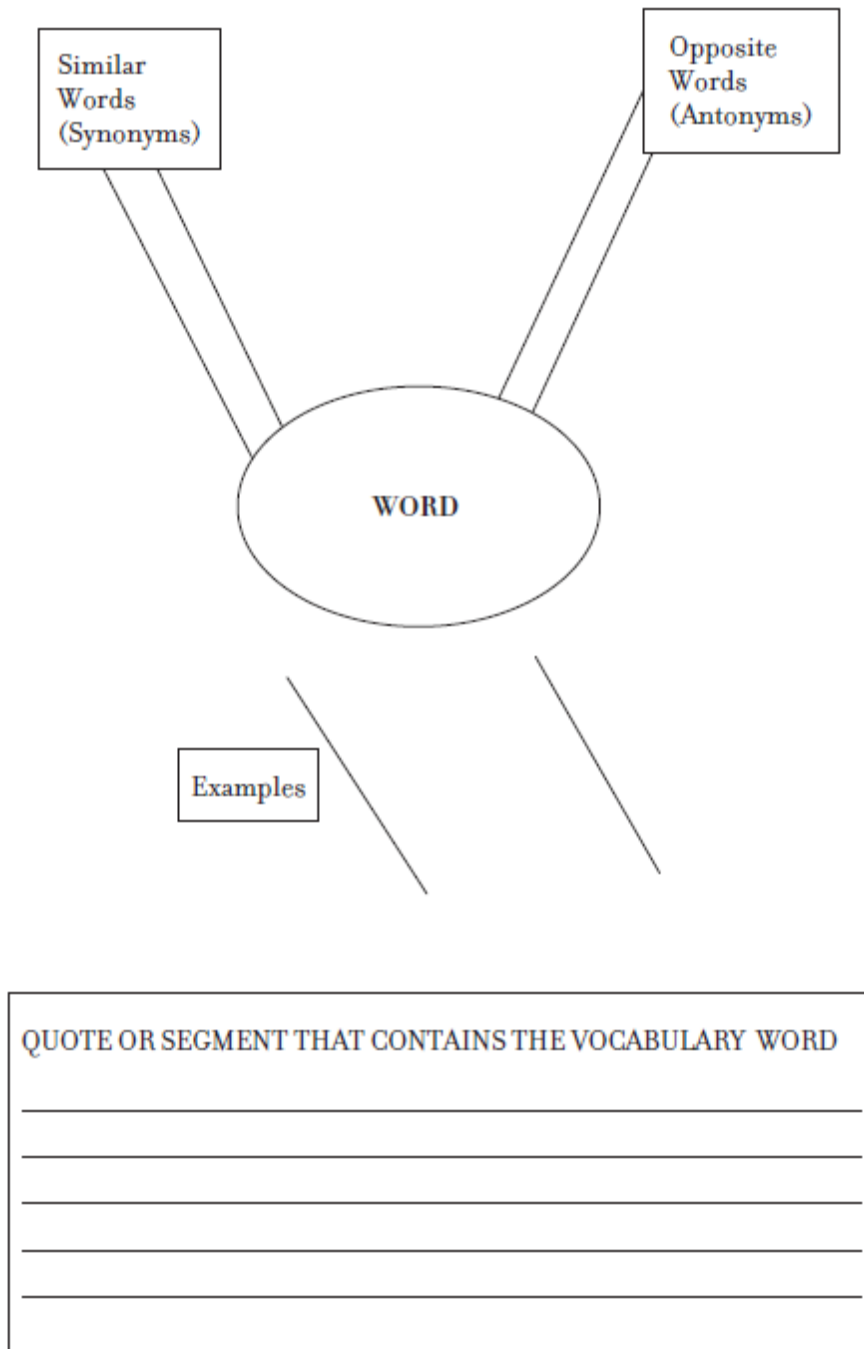 Similar
Words
(Synonyms)
Opposite
Words
(Antonyms)
WORD
Examples
QUOTE OR SEGMENT THAT CONTAINS THE VOCABULARY WORD